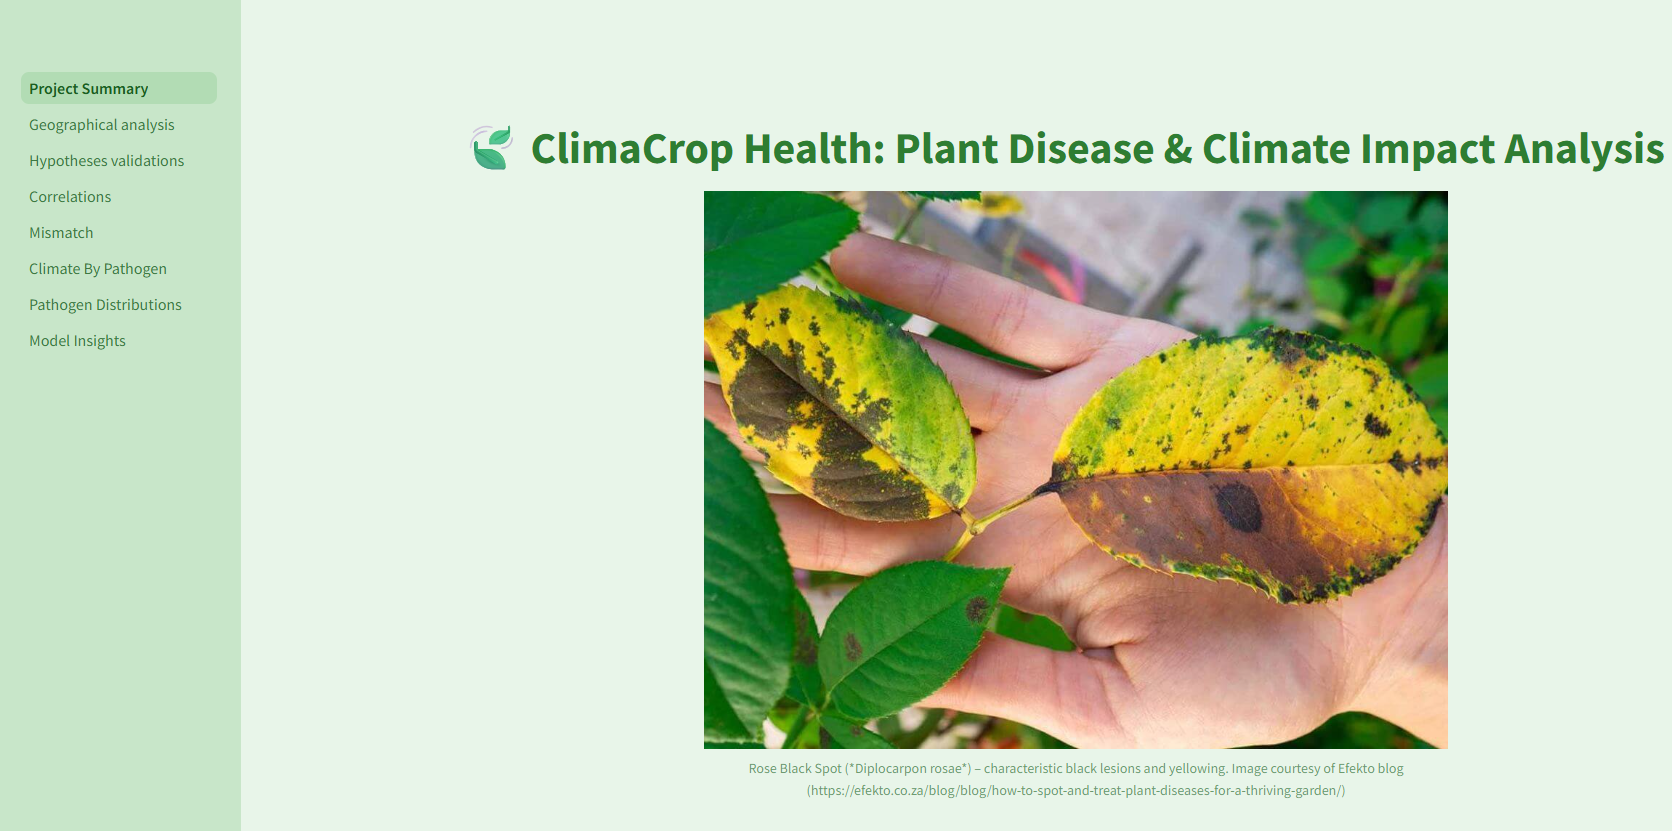 Project Summary
Geographical analysis
Hypotheses validations
Correlations
Mismatch
Climate By Pathogen
Pathogen Distributions
Model Insights
ClimaCrop Health: Plant Disease & Climate Impact Analysis
Rose Black Spot (*Diplocarpon rosae*) – characteristic black lesions and yellowing. Image courtesy of Efekto blog
(https://efekto.co.za/blog/blog/how-to-spot-and-treat-plant-diseases-for-a-thriving-garden/)